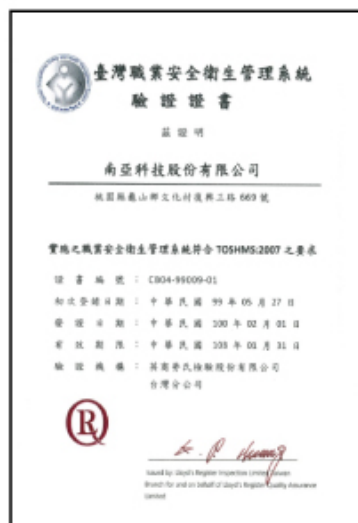 臺灣職業安全衛生管理系統
驗證證書
茲證明
南亞科技股份有限公司
桃園縣龜山鄉文化村復興三路 669 號
實施之職業安全衛生管理系統符合 TOSHMS:2007 之要求
證書編號：CB04-99009-01
初次登錄日期：中華民國 99 年 05 月 27 日
發證日期：中華民國 100 年 02 月 01 日
有效期限：中華民國 103 年 01 月 31 日
驗證機構：英商勞氏檢驗股份有限公司
台灣分公司
Issued by: Lloyd's Register Inspection Limited, Taiwan
Branch for and on behalf of Lloyd's Register Quality Assurance
Limited